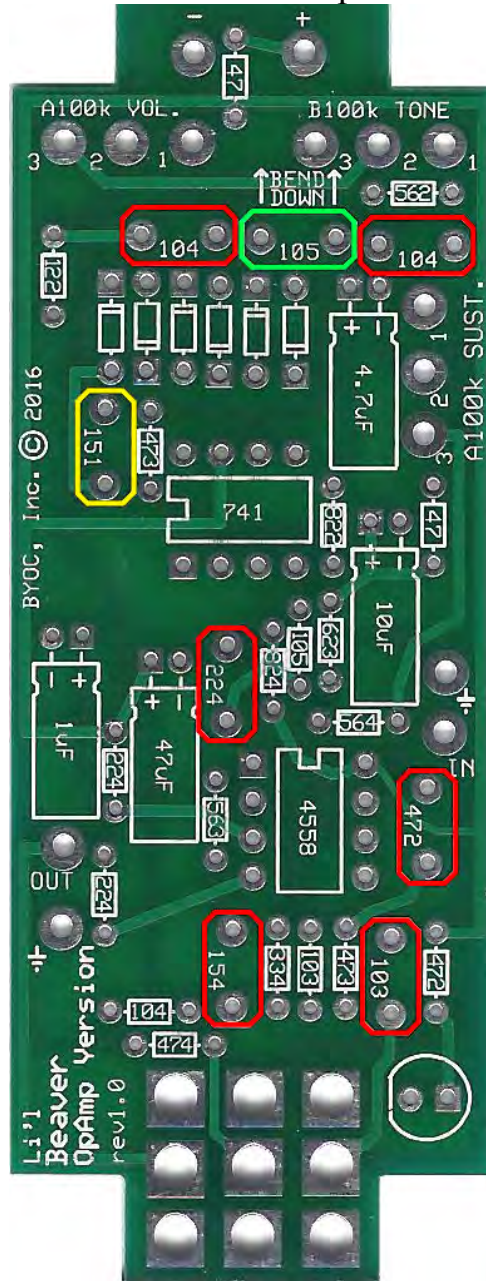 - +
47
A100k VOL. B100k TONE
3 2 1 3 2 1
↑BEND↑
DOWN
562
104 105 104
122
+ -
4.7uF
1
2
3
A100k SUST.
151
473
741
822
47
BYOC, Inc. © 2016
+ -
10uF
224
824
105
623
- +
1uF
224
+ -
47uF
564
IN
563
4558
472
OUT
224
154
334
103
473
103
472
104
474
Li'l
Beaver
OpAmp Version
rev1.0